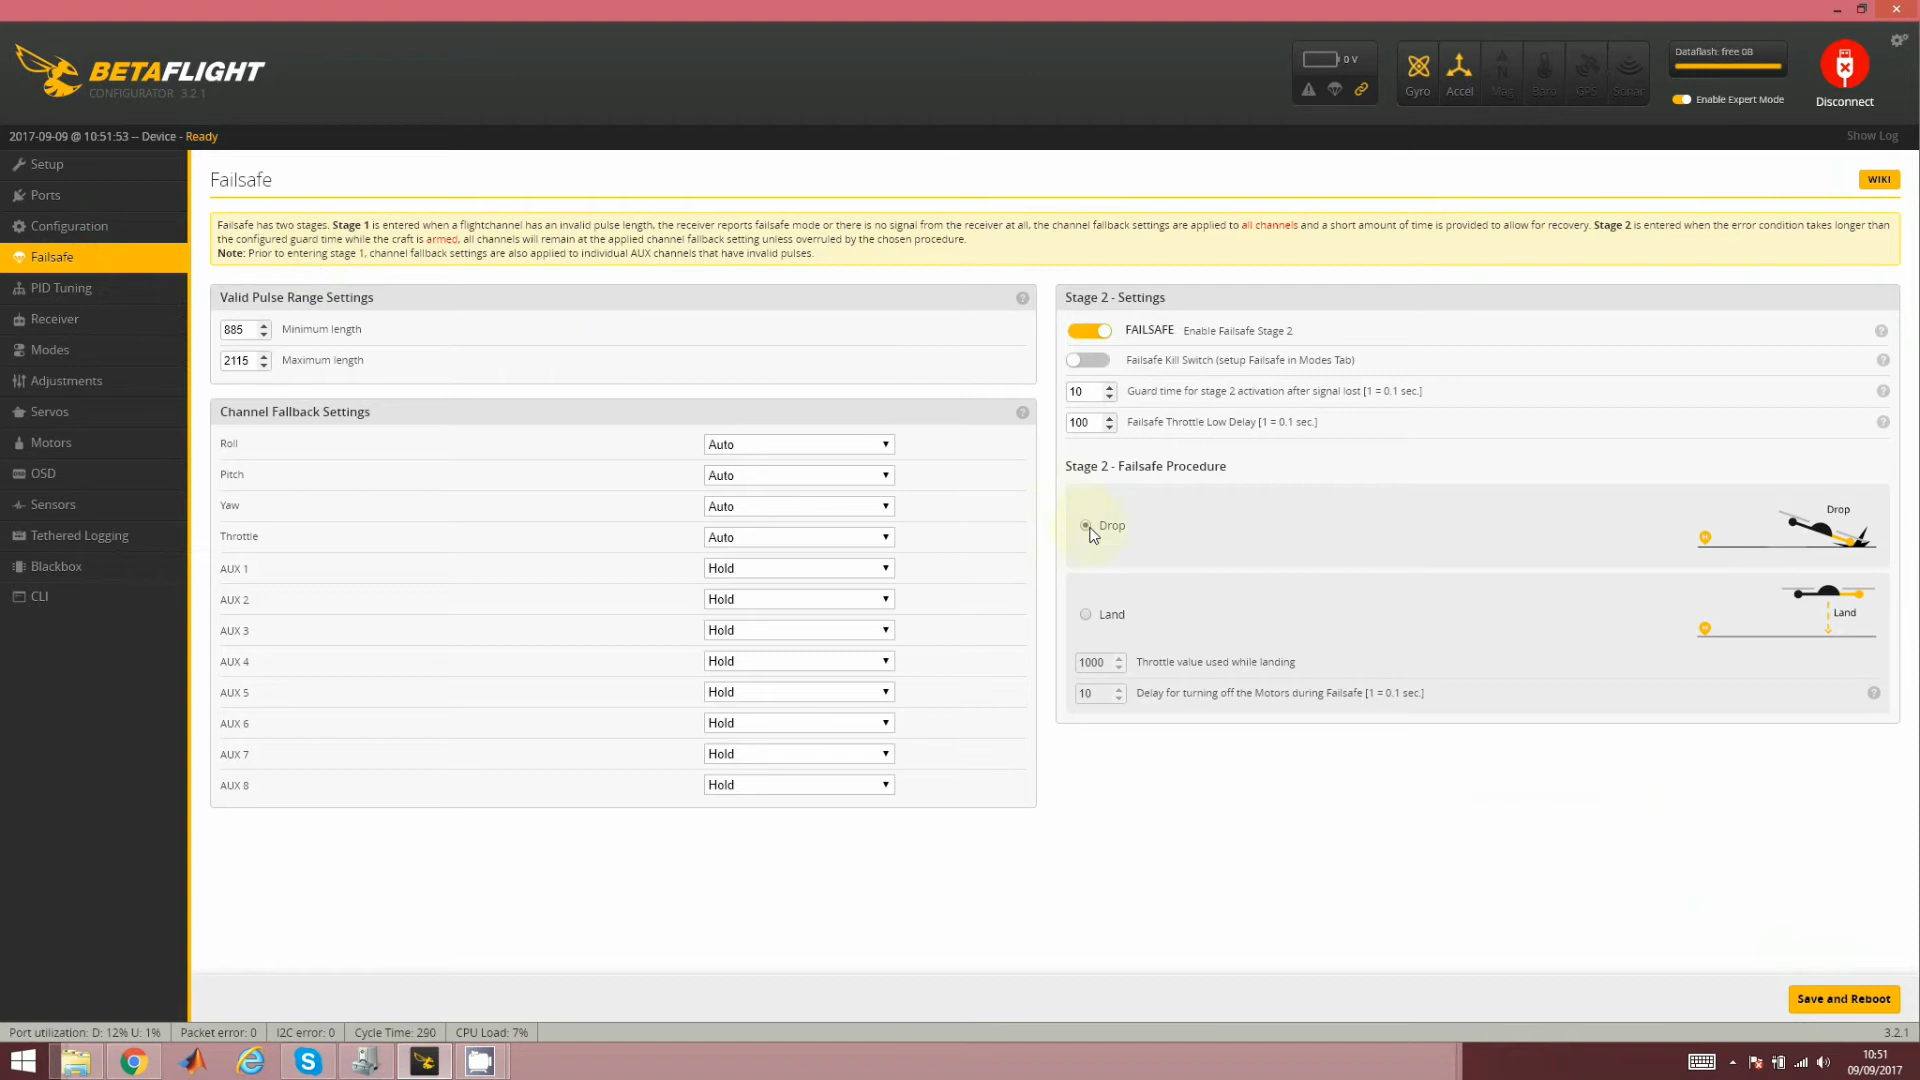 BETAFLIGHT
CONFIGURATOR 3.2.1
0 V
Gyro
Accel
Mag
Baro
GPS
Sonar
Dataflash: free 0B
Enable Expert Mode
Disconnect
2017-09-09 @ 10:51:53 -- Device - Ready
Show Log
Setup
Ports
Configuration
Failsafe
PID Tuning
Receiver
Modes
Adjustments
Servos
Motors
OSD
Sensors
Tethered Logging
Blackbox
CLI
Failsafe
WIKI
Failsafe has two stages. Stage 1 is entered when a flightchannel has an invalid pulse length, the receiver reports failsafe mode or there is no signal from the receiver at all, the channel fallback settings are applied to all channels and a short amount of time is provided to allow for recovery. Stage 2 is entered when the error condition takes longer than
the configured guard time while the craft is armed, all channels will remain at the applied channel fallback setting unless overruled by the chosen procedure.
Note: Prior to entering stage 1, channel fallback settings are also applied to individual AUX channels that have invalid pulses.
Valid Pulse Range Settings
885 Minimum length
2115 Maximum length
Channel Fallback Settings
Roll Auto
Pitch Auto
Yaw Auto
Throttle Auto
AUX 1 Hold
AUX 2 Hold
AUX 3 Hold
AUX 4 Hold
AUX 5 Hold
AUX 6 Hold
AUX 7 Hold
AUX 8 Hold
Stage 2 - Settings
FAILSAFE Enable Failsafe Stage 2
Failsafe Kill Switch (setup Failsafe in Modes Tab)
10 Guard time for stage 2 activation after signal lost [1 = 0.1 sec.]
100 Failsafe Throttle Low Delay [1 = 0.1 sec.]
Stage 2 - Failsafe Procedure
Drop
Drop
Land
Land
1000 Throttle value used while landing
10 Delay for turning off the Motors during Failsafe [1 = 0.1 sec.]
Save and Reboot
Port utilization: D: 12% U: 1%
Packet error: 0
I2C error: 0
Cycle Time: 290
CPU Load: 7%
3.2.1
10:51
09/09/2017